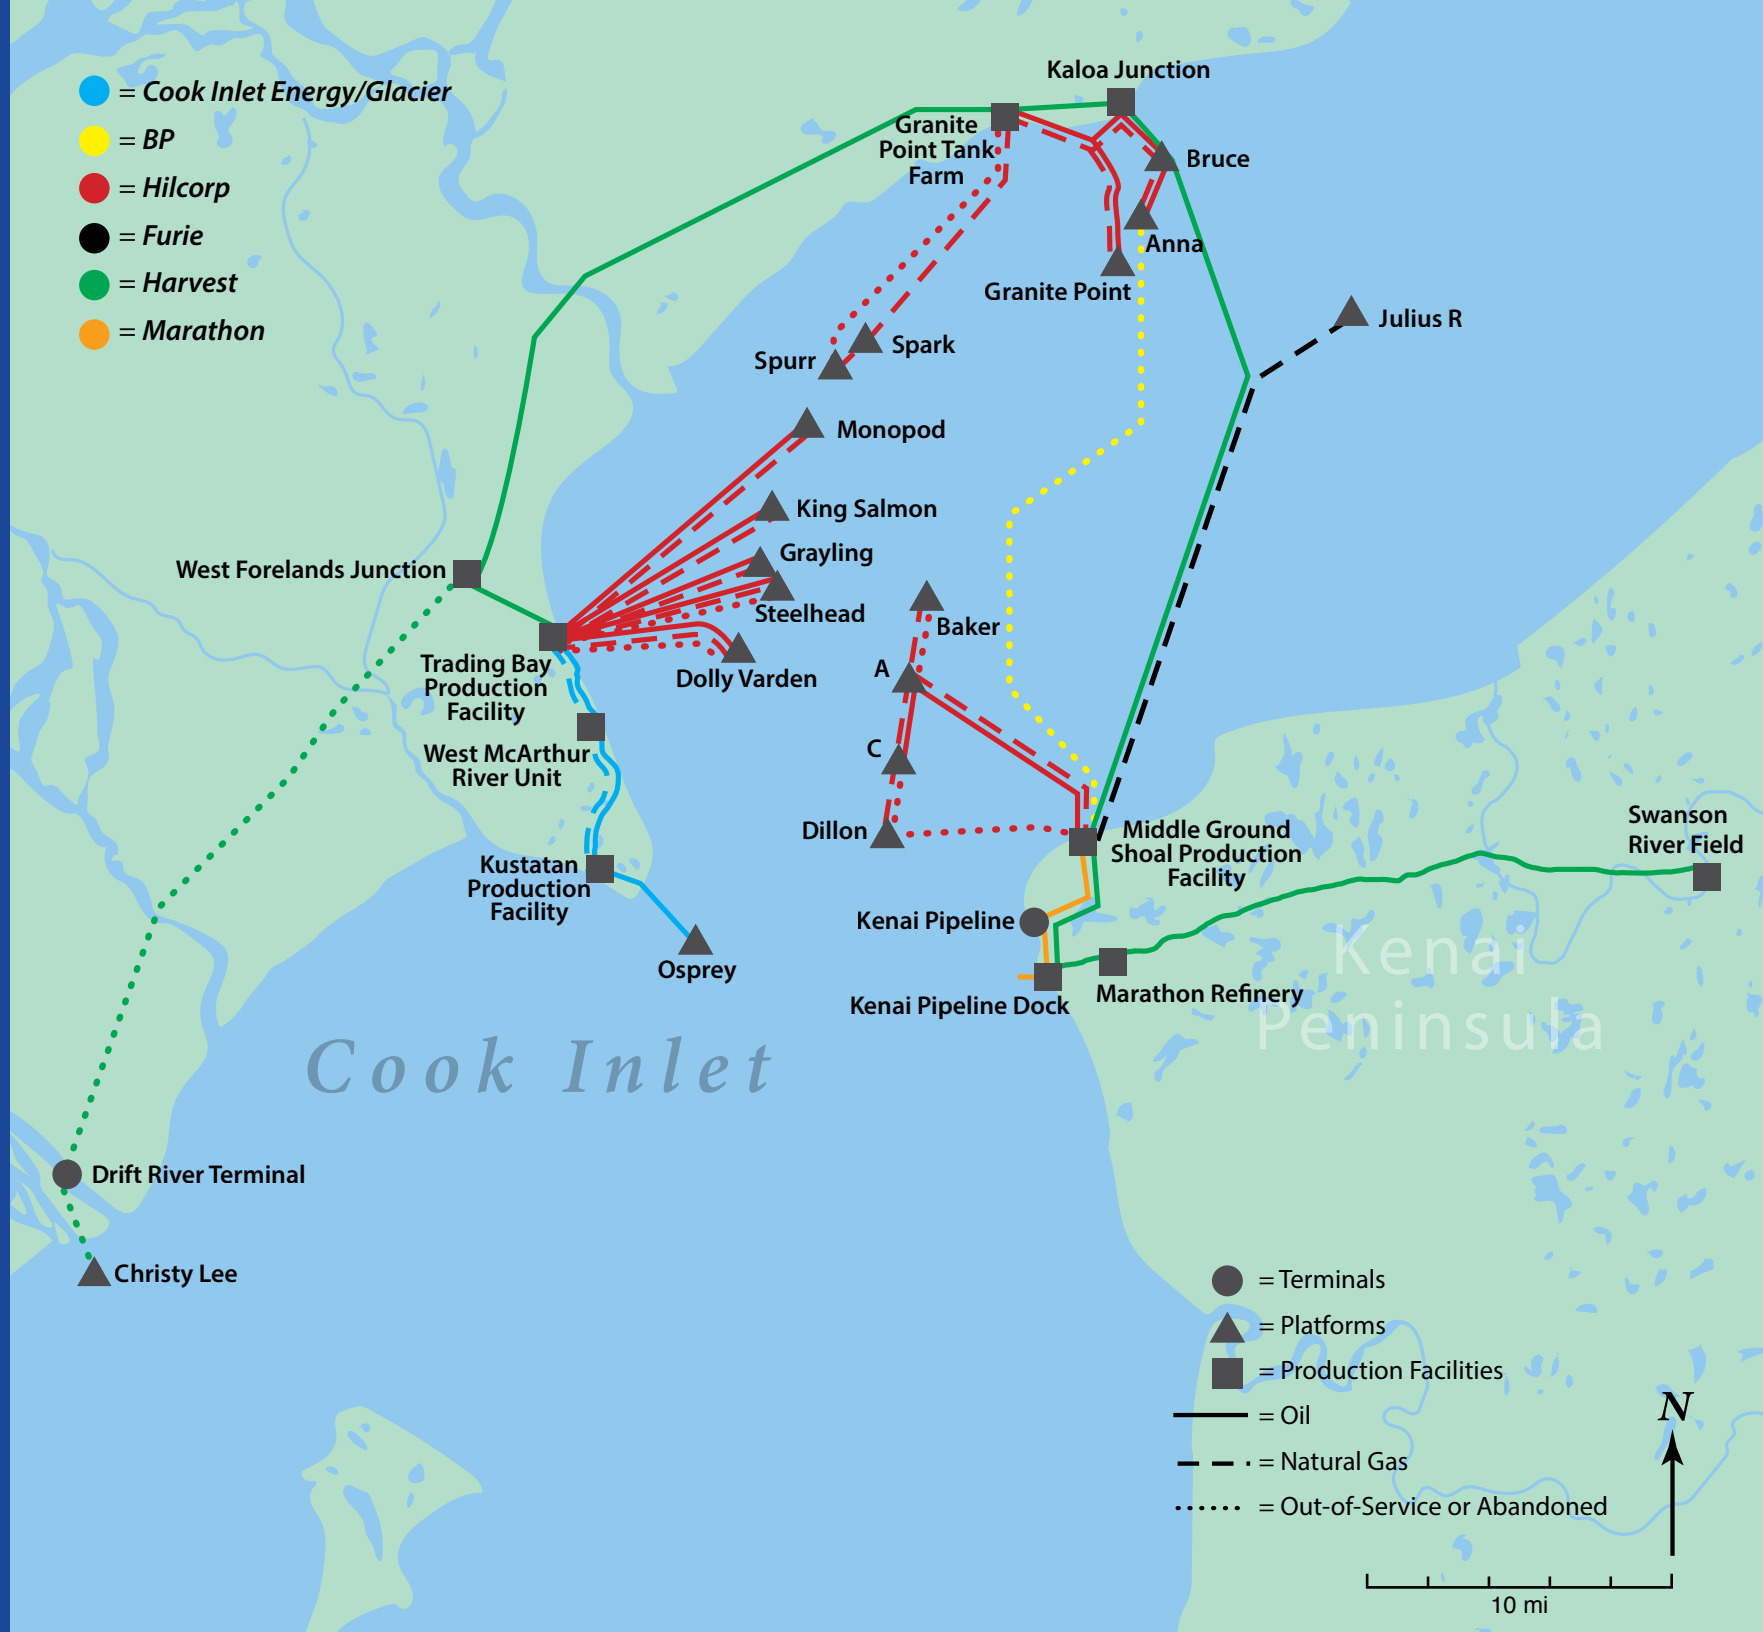 = Cook Inlet Energy/Glacier
= BP
= Hilcorp
= Furie
= Harvest
= Marathon
Kaloa Junction
Granite
Point Tank
Farm
Bruce
Anna
Granite Point
Julius R
Spark
Spurr
Monopod
King Salmon
Grayling
Steelhead
West Forelands Junction
Baker
Trading Bay
Production
Facility
Dolly Varden
A
C
West McArthur
River Unit
Dillon
Middle Ground
Shoal Production
Facility
Swanson
River Field
Kustatan
Production
Facility
Kenai Pipeline
Osprey
Kenai Pipeline Dock
Marathon Refinery
Kenai
Peninsula
Cook Inlet
Drift River Terminal
Christy Lee
= Terminals
= Platforms
= Production Facilities
= Oil
= Natural Gas
= Out-of-Service or Abandoned
N
10 mi